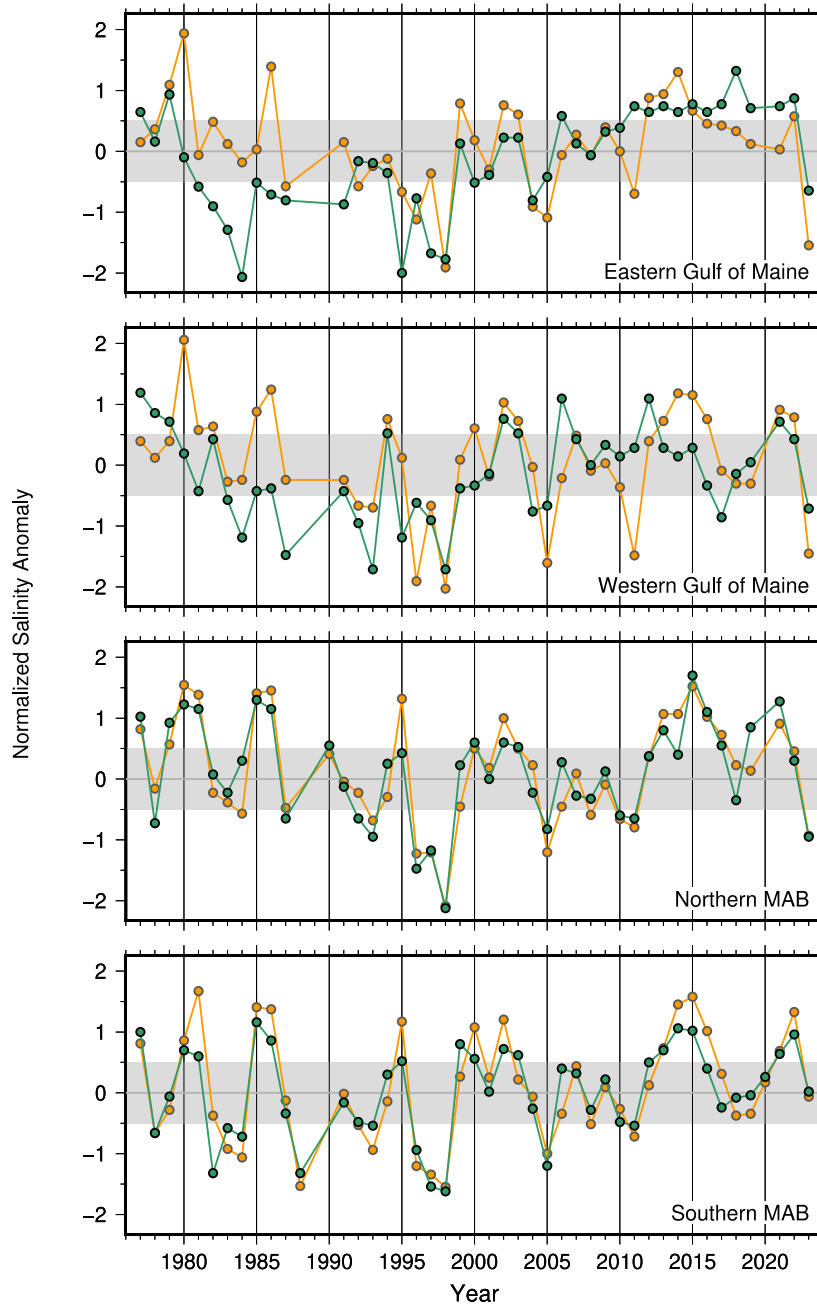 2
1
0
−1
−2
Eastern Gulf of Maine
2
1
0
−1
−2
Western Gulf of Maine
Normalized Salinity Anomaly
2
1
0
−1
−2
Northern MAB
2
1
0
−1
−2
Southern MAB
1980 1985 1990 1995 2000 2005 2010 2015 2020
Year